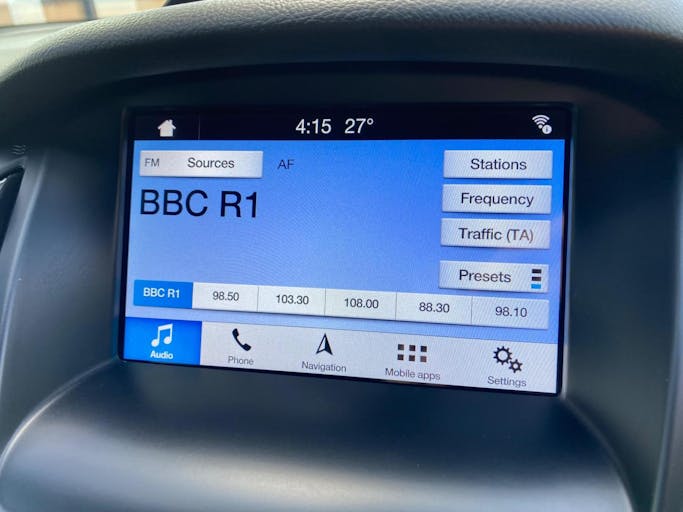 4:15 27°
FM Sources AF Stations
BBC R1 Frequency
Traffic (TA)
Presets
BBC R1 98.50 103.30 108.00 88.30 98.10
Audio Phone Navigation Mobile apps Settings